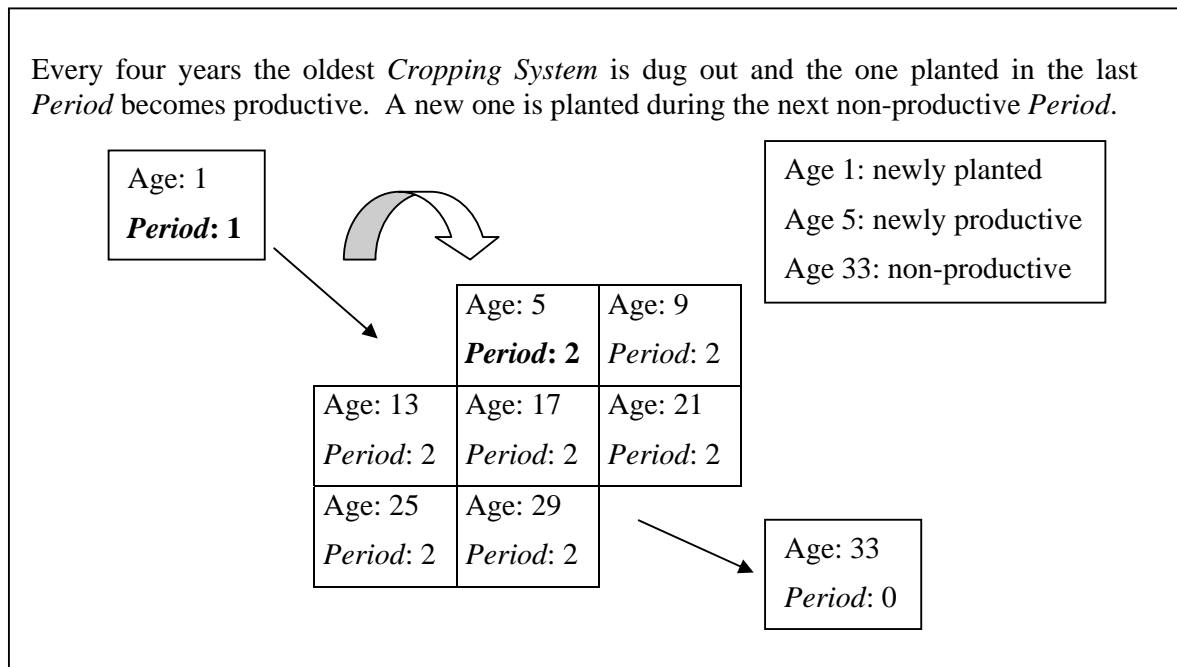 Every four years the oldest Cropping System is dug out and the one planted in the last
Period becomes productive. A new one is planted during the next non-productive Period.
Age: 1
Period: 1
Age 1: newly planted
Age 5: newly productive
Age 33: non-productive
Age: 5
Period: 2
Age: 9
Period: 2
Age: 13
Period: 2
Age: 17
Period: 2
Age: 21
Period: 2
Age: 25
Period: 2
Age: 29
Period: 2
Age: 33
Period: 0